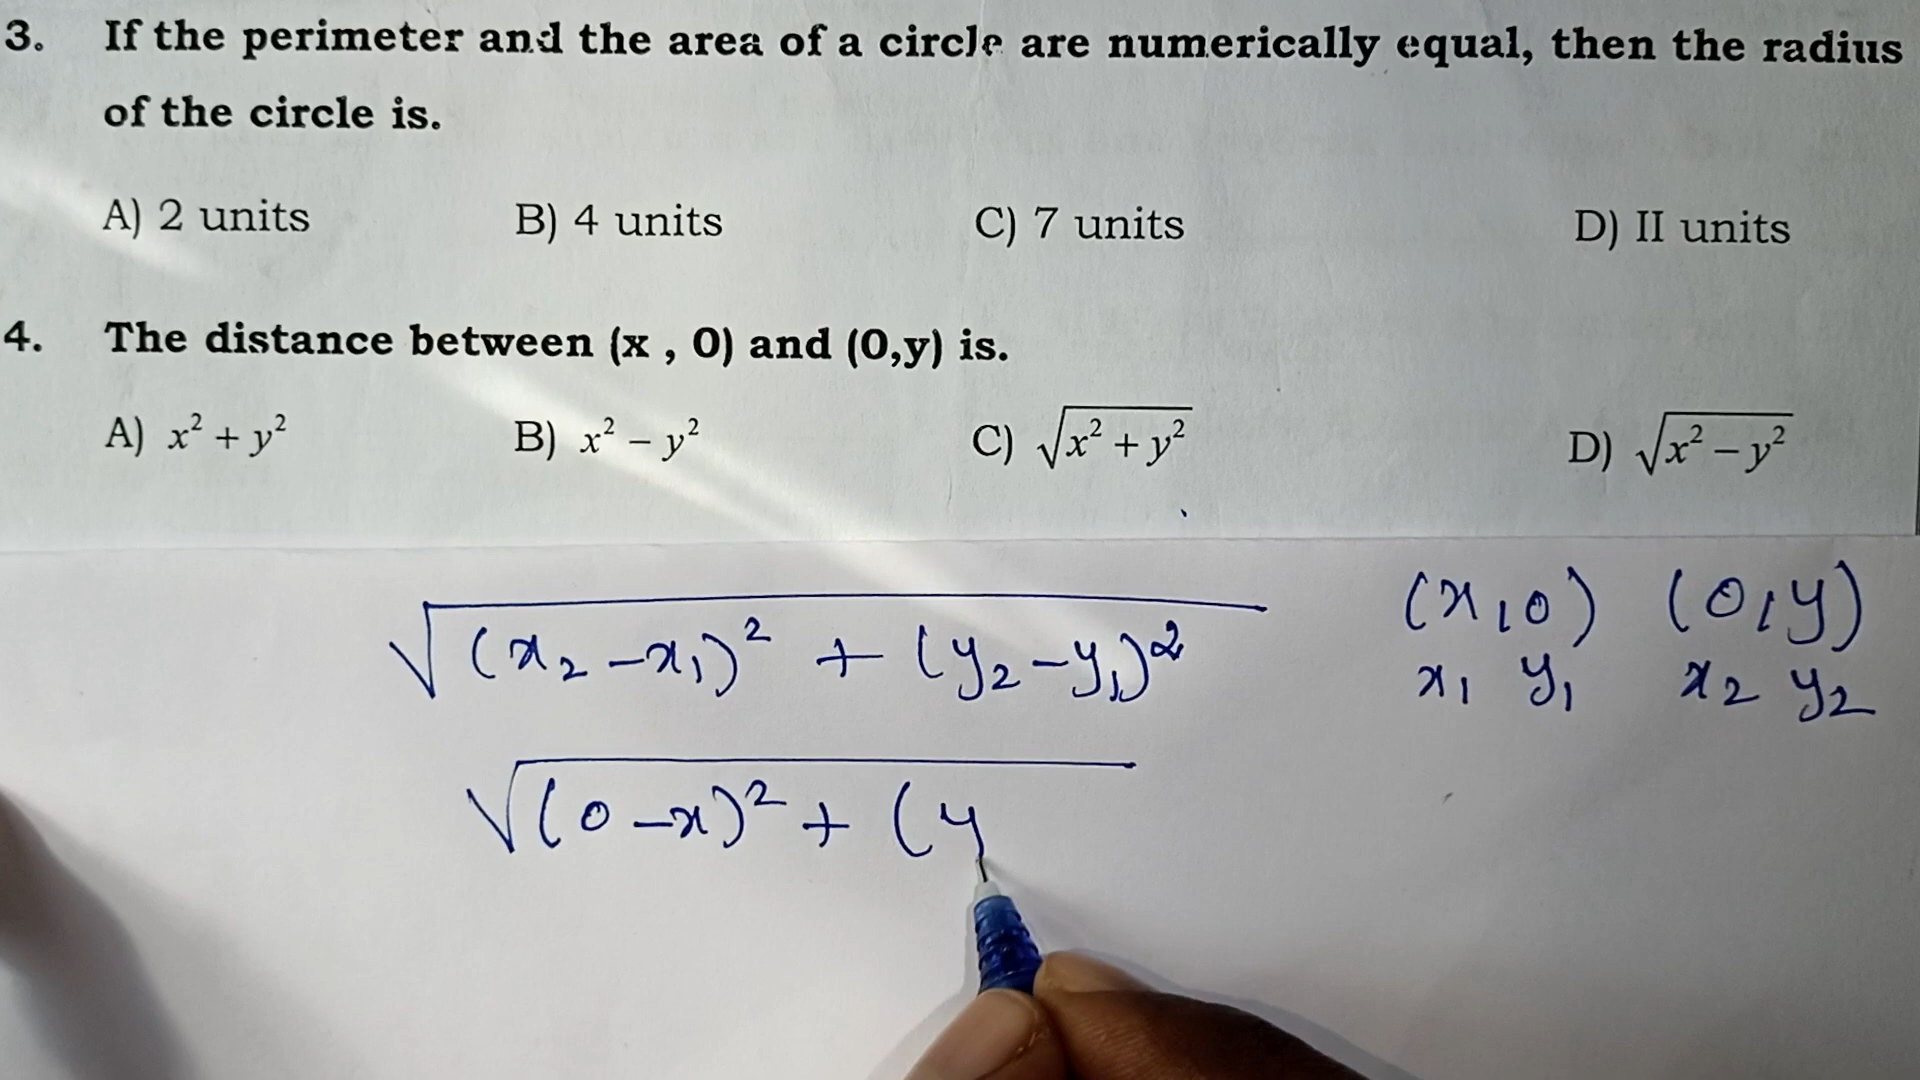 3. If the perimeter and the area of a circle are numerically equal, then the radius
of the circle is.
A) 2 units B) 4 units C) 7 units D) II units
4. The distance between (x , 0) and (0,y) is.
A) x² + y² B) x² – y² C) √(x² + y²) D) √(x² – y²)
√((x₂ – x₁)² + (y₂ – y₁)²) (x, 0) (0, y)
x₁ y₁ x₂ y₂
√((0 – x)² + (y